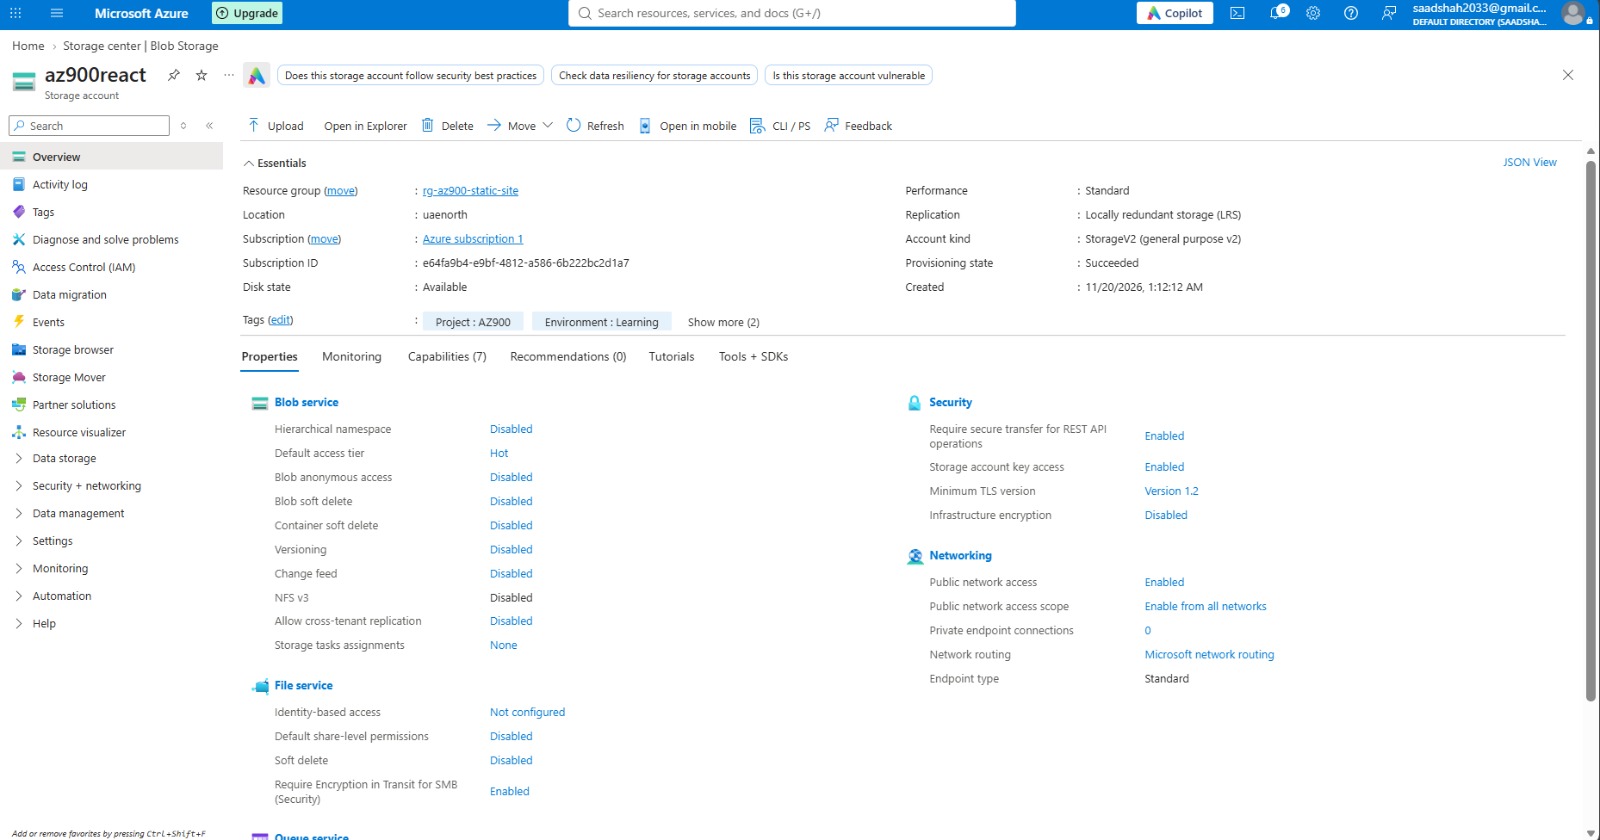 Microsoft Azure
Upgrade
Search resources, services, and docs (G+/)
Copilot
6
saadshah2033@gmail.c...
DEFAULT DIRECTORY (SAADSHA...
Home > Storage center | Blob Storage
az900react
Storage account
Does this storage account follow security best practices
Check data resiliency for storage accounts
Is this storage account vulnerable
Search
Upload
Open in Explorer
Delete
Move
Refresh
Open in mobile
CLI / PS
Feedback
Overview
Activity log
Tags
Diagnose and solve problems
Access Control (IAM)
Data migration
Events
Storage browser
Storage Mover
Partner solutions
Resource visualizer
Data storage
Security + networking
Data management
Settings
Monitoring
Automation
Help
Add or remove favorites by pressing Ctrl+Shift+F
Essentials
JSON View
Resource group (move) : rg-az900-static-site
Location : uaenorth
Subscription (move) : Azure subscription 1
Subscription ID : e64fa9b4-e9bf-4812-a586-6b222bc2d1a7
Disk state : Available
Performance : Standard
Replication : Locally redundant storage (LRS)
Account kind : StorageV2 (general purpose v2)
Provisioning state : Succeeded
Created : 11/20/2026, 1:12:12 AM
Tags (edit) : Project : AZ900 Environment : Learning Show more (2)
Properties
Monitoring
Capabilities (7)
Recommendations (0)
Tutorials
Tools + SDKs
Blob service
Hierarchical namespace Disabled
Default access tier Hot
Blob anonymous access Disabled
Blob soft delete Disabled
Container soft delete Disabled
Versioning Disabled
Change feed Disabled
NFS v3 Disabled
Allow cross-tenant replication Disabled
Storage tasks assignments None
File service
Identity-based access Not configured
Default share-level permissions Disabled
Soft delete Disabled
Require Encryption in Transit for SMB
(Security) Enabled
Queue service
Security
Require secure transfer for REST API
operations Enabled
Storage account key access Enabled
Minimum TLS version Version 1.2
Infrastructure encryption Disabled
Networking
Public network access Enabled
Public network access scope Enable from all networks
Private endpoint connections 0
Network routing Microsoft network routing
Endpoint type Standard